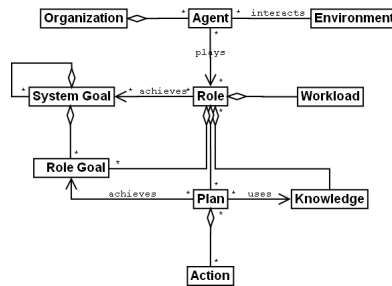 Organization
*
Agent
* interacts
Environment
*
plays
*
System Goal
*
* achieves *
Role
*
Workload
*
Role Goal
*
*
achieves
*
Plan
* uses
*
Knowledge
*
*
Action